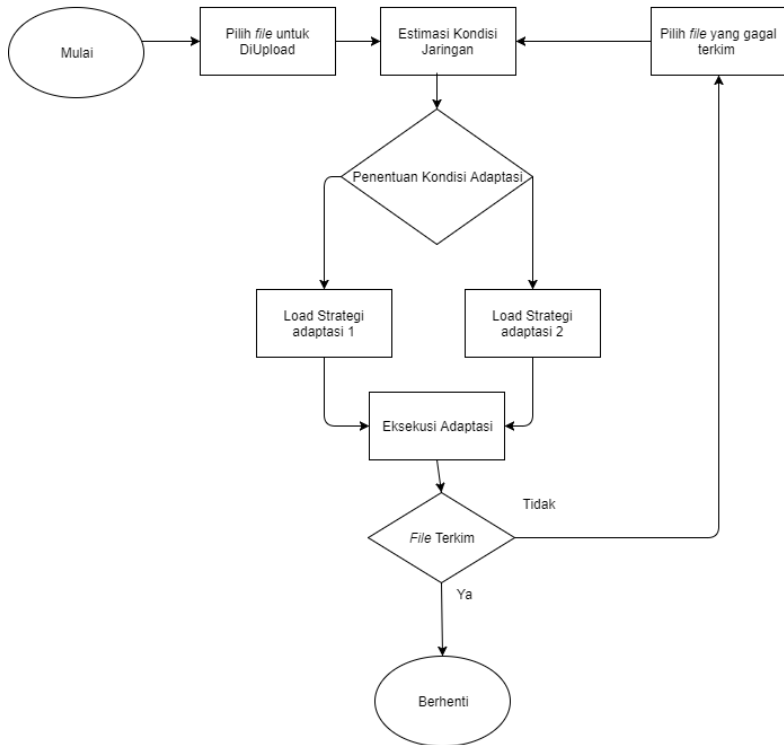 Mulai
Pilih file untuk
DiUpload
Estimasi Kondisi
Jaringan
Pilih file yang gagal
terkim
Penentuan Kondisi Adaptasi
Load Strategi
adaptasi 1
Load Strategi
adaptasi 2
Eksekusi Adaptasi
Tidak
File Terkim
Ya
Berhenti